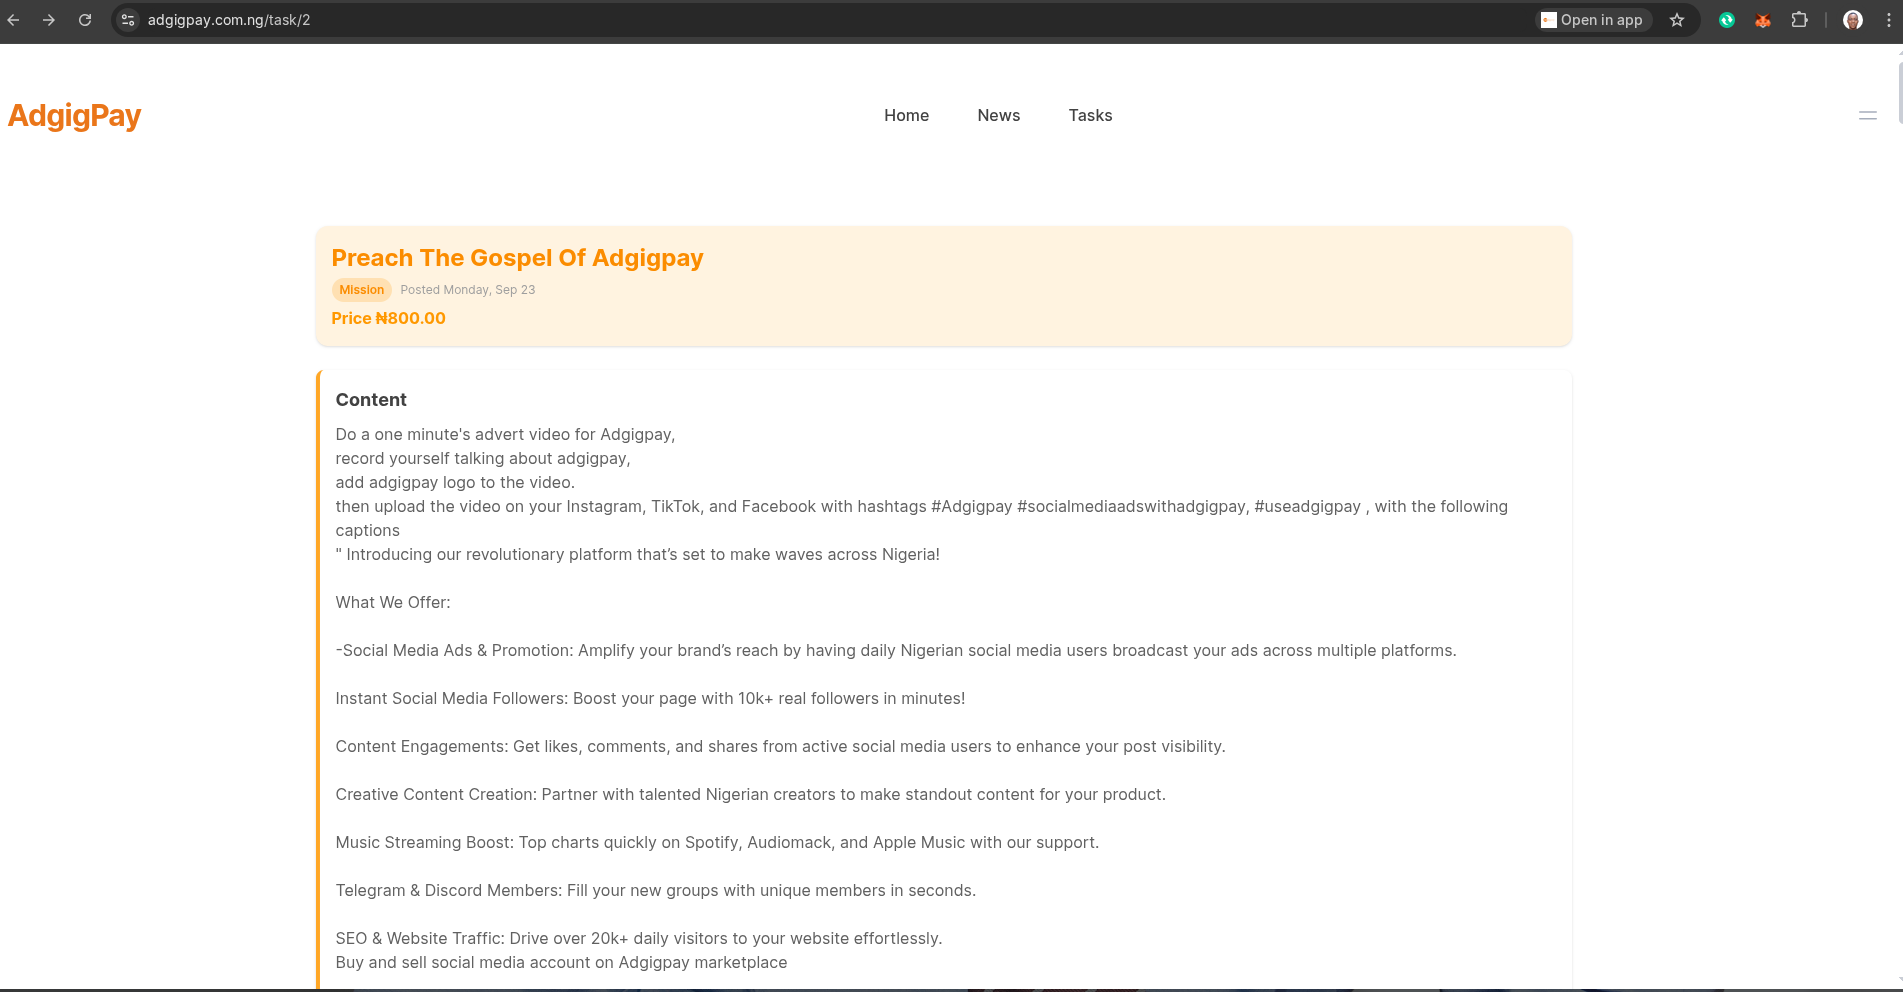 adgigpay.com.ng/task/2
Open in app
AdgigPay
Home
News
Tasks
Preach The Gospel Of Adgigpay
Mission
Posted Monday, Sep 23
Price ₦800.00
Content
Do a one minute's advert video for Adgigpay,
record yourself talking about adgigpay,
add adgigpay logo to the video.
then upload the video on your Instagram, TikTok, and Facebook with hashtags #Adgigpay #socialmediaadswithadgigpay, #useadgigpay , with the following
captions
" Introducing our revolutionary platform that’s set to make waves across Nigeria!
What We Offer:
-Social Media Ads & Promotion: Amplify your brand’s reach by having daily Nigerian social media users broadcast your ads across multiple platforms.
Instant Social Media Followers: Boost your page with 10k+ real followers in minutes!
Content Engagements: Get likes, comments, and shares from active social media users to enhance your post visibility.
Creative Content Creation: Partner with talented Nigerian creators to make standout content for your product.
Music Streaming Boost: Top charts quickly on Spotify, Audiomack, and Apple Music with our support.
Telegram & Discord Members: Fill your new groups with unique members in seconds.
SEO & Website Traffic: Drive over 20k+ daily visitors to your website effortlessly.
Buy and sell social media account on Adgigpay marketplace